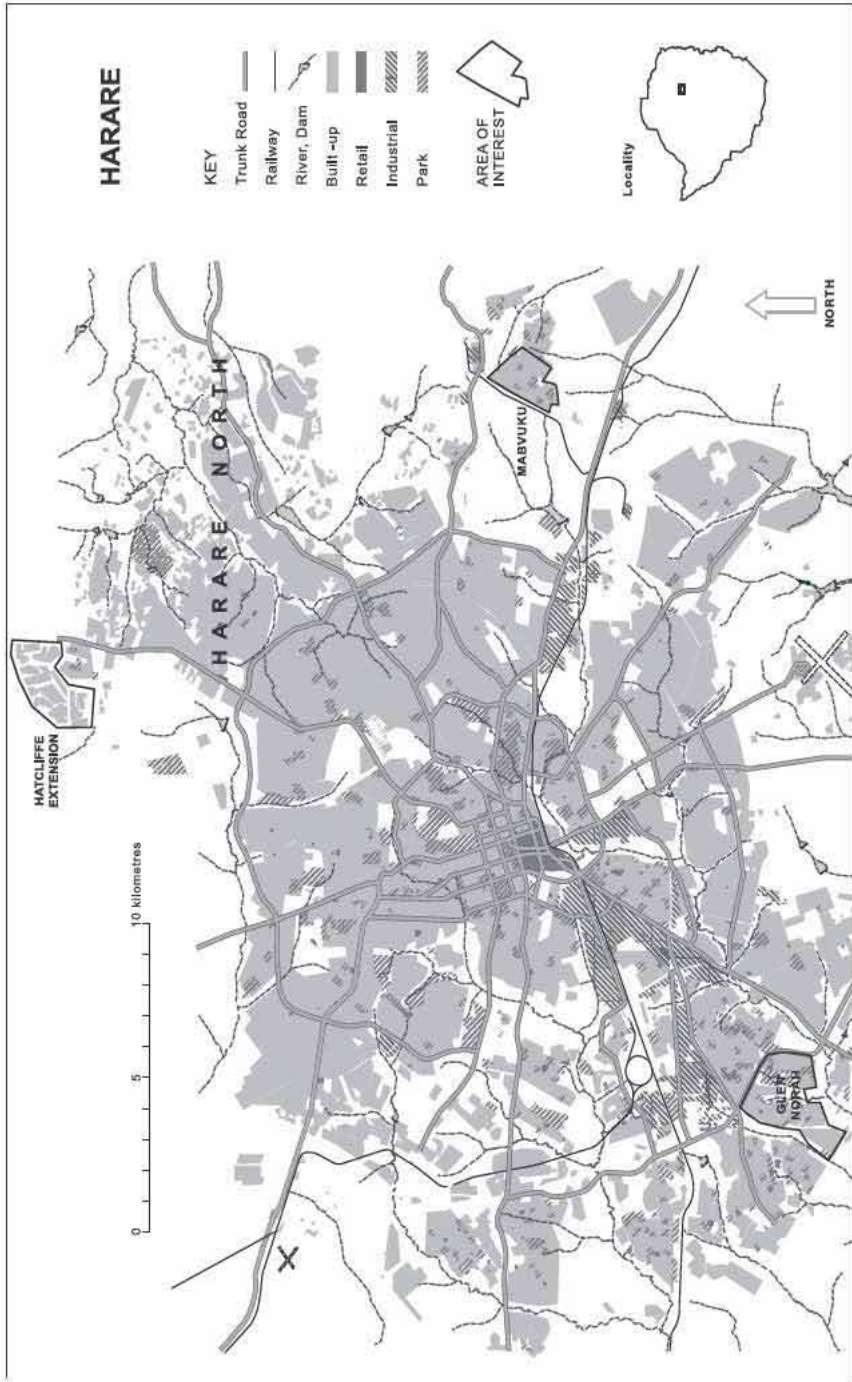 HARARE
KEY
Trunk Road
Railway
River, Dam
Built -up
Retail
Industrial
Park
AREA OF
INTEREST
Locality
HATCLIFFE
EXTENSION
HARARE NORTH
MABVUKU
GLEN
NORAH
0
5
10 kilometres
NORTH